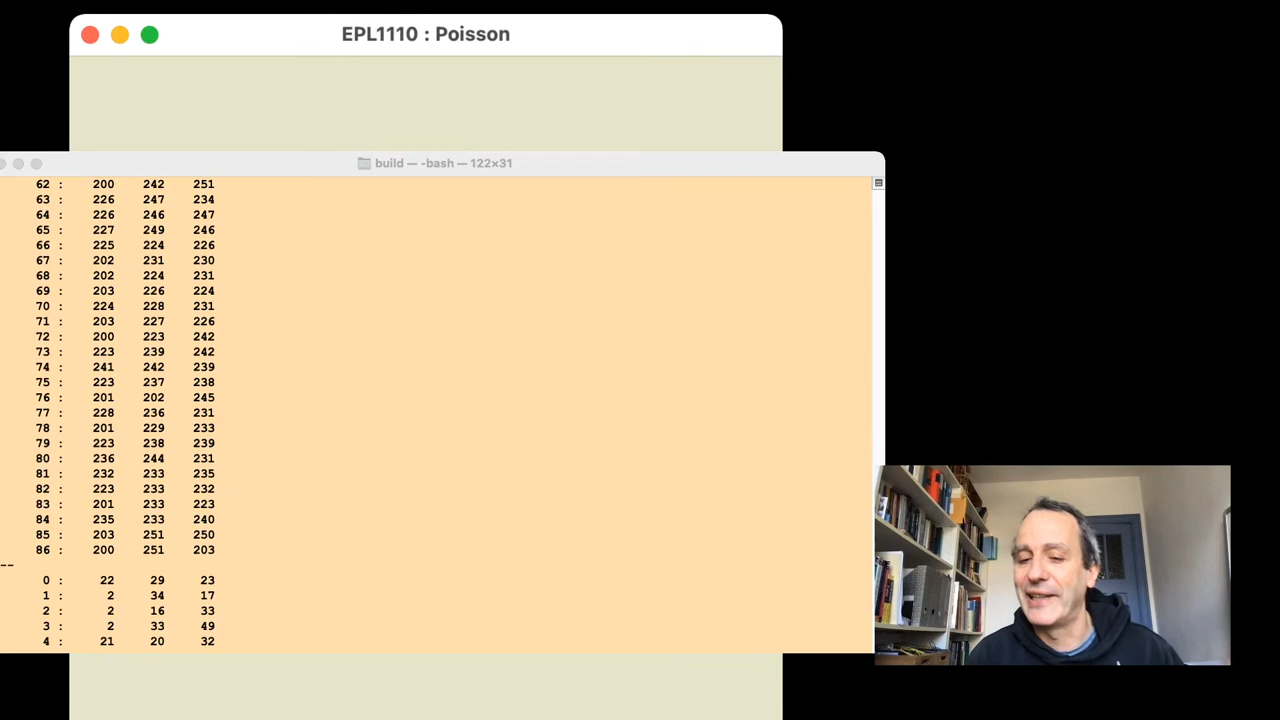 EPL1110 : Poisson
build — -bash — 122×31
62 : 200 242 251
63 : 226 247 234
64 : 226 246 247
65 : 227 249 246
66 : 225 224 226
67 : 202 231 230
68 : 202 224 231
69 : 203 226 224
70 : 224 228 231
71 : 203 227 226
72 : 200 223 242
73 : 223 239 242
74 : 241 242 239
75 : 223 237 238
76 : 201 202 245
77 : 228 236 231
78 : 201 229 233
79 : 223 238 239
80 : 236 244 231
81 : 232 233 235
82 : 223 233 232
83 : 201 233 223
84 : 235 233 240
85 : 203 251 250
86 : 200 251 203
--
0 : 22 29 23
1 : 2 34 17
2 : 2 16 33
3 : 2 33 49
4 : 21 20 32